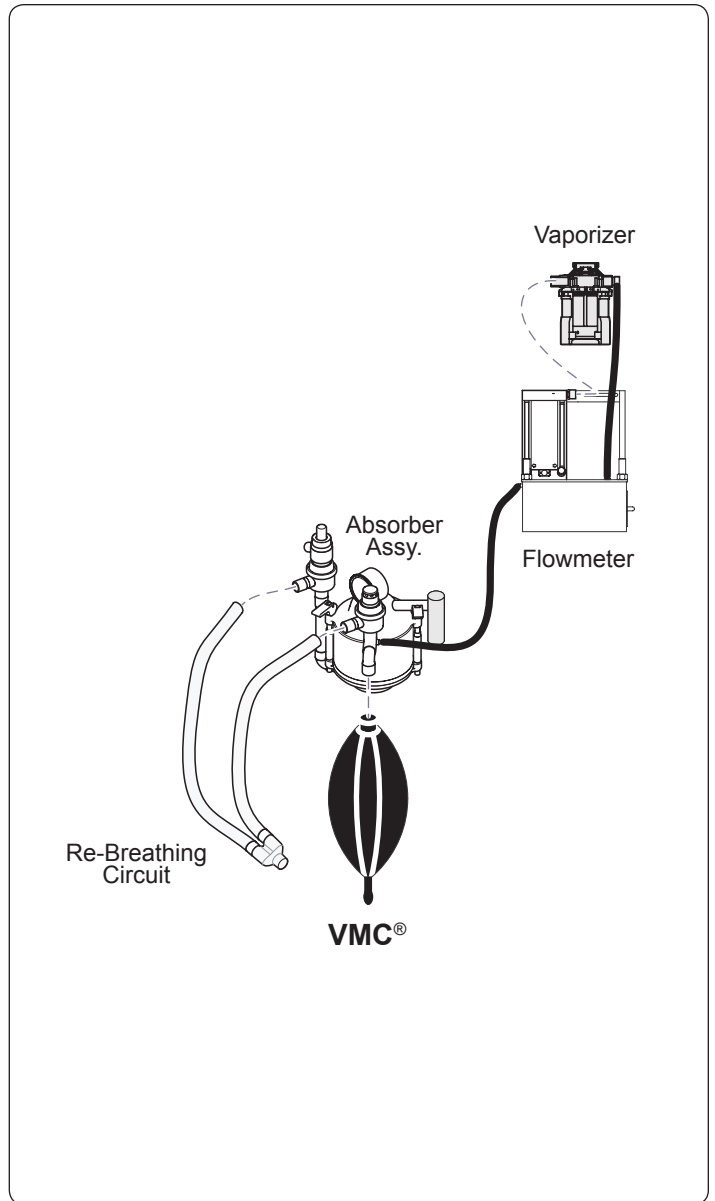 Vaporizer
Absorber
Assy.
Flowmeter
Re-Breathing
Circuit
VMC®